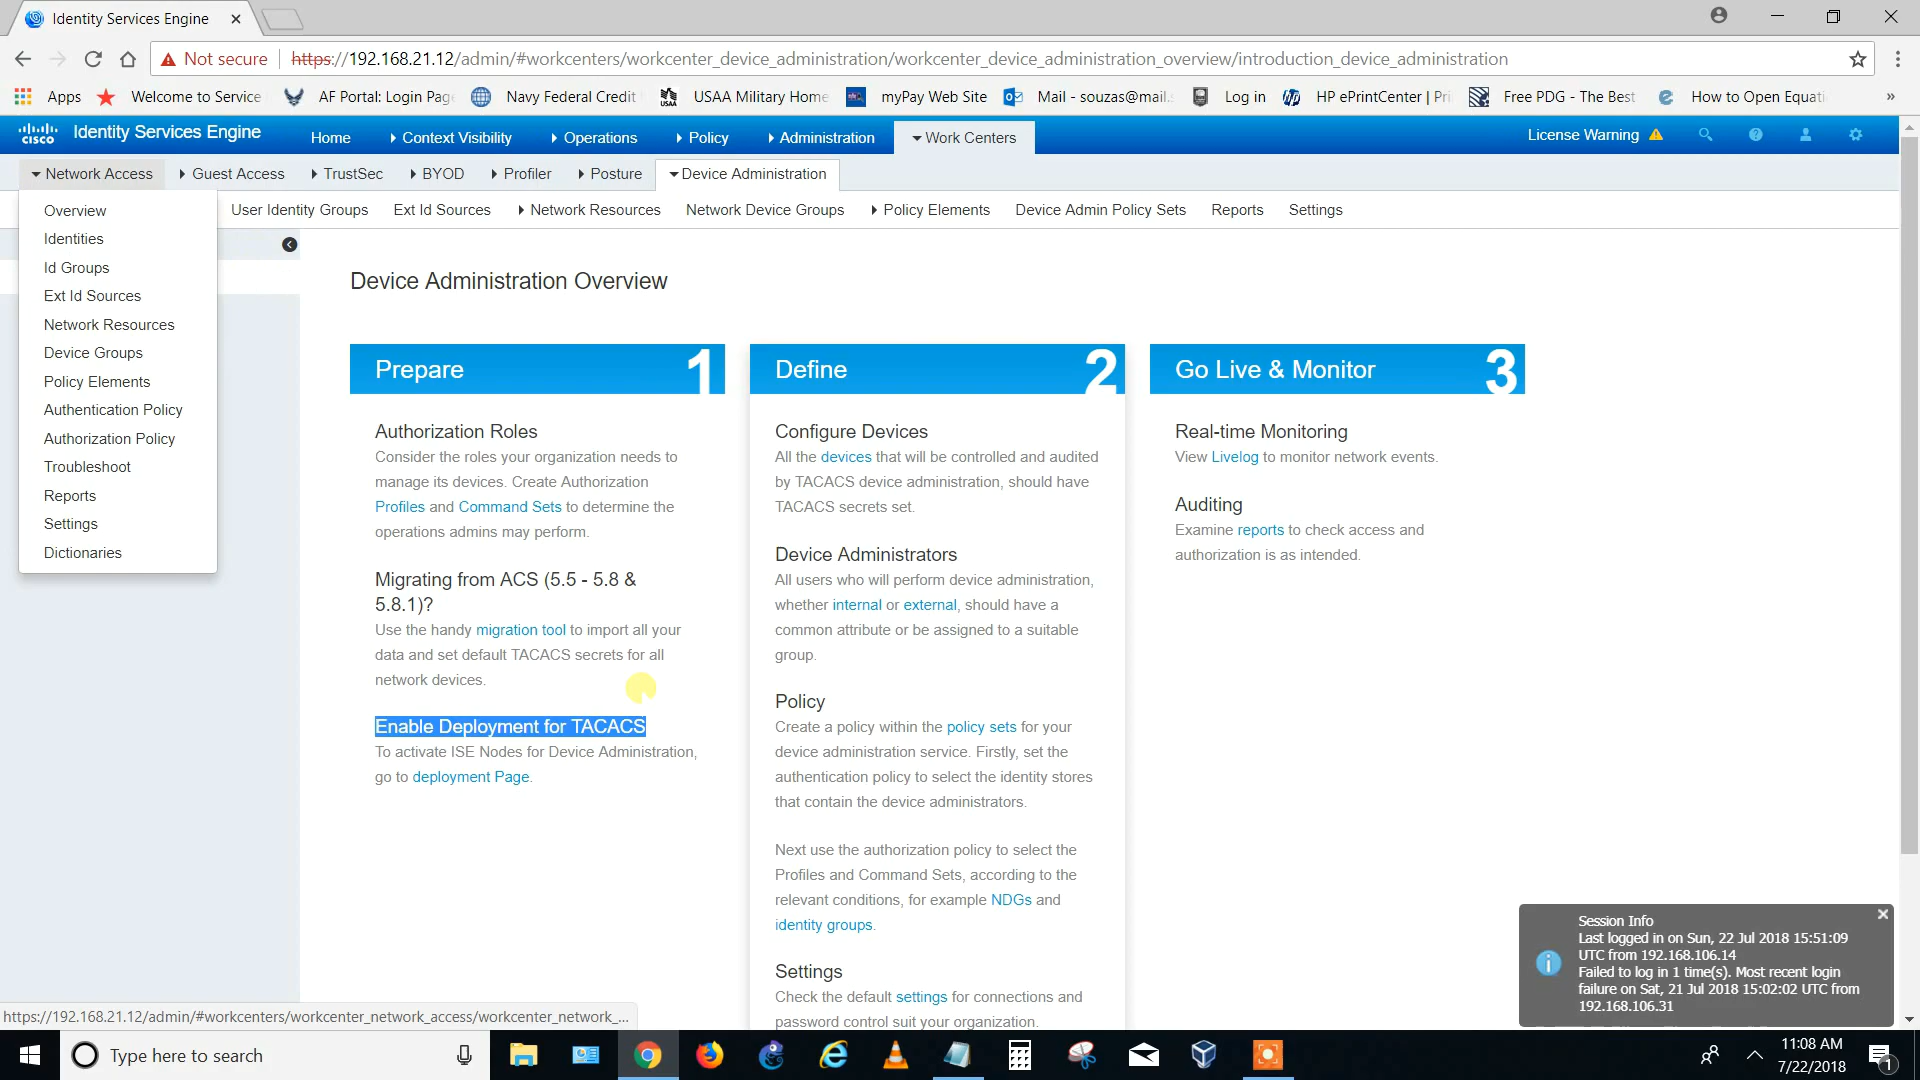 Identity Services Engine
Not secure https://192.168.21.12/admin/#workcenters/workcenter_device_administration/workcenter_device_administration_overview/introduction_device_administration
Apps Welcome to Service AF Portal: Login Page Navy Federal Credit USAA Military Home myPay Web Site Mail - souzas@mail. Log in HP ePrintCenter | Pri Free PDG - The Best How to Open Equati »
cisco Identity Services Engine Home Context Visibility Operations Policy Administration Work Centers License Warning
Network Access Guest Access TrustSec BYOD Profiler Posture Device Administration
User Identity Groups Ext Id Sources Network Resources Network Device Groups Policy Elements Device Admin Policy Sets Reports Settings
Overview
Identities
Id Groups
Ext Id Sources
Network Resources
Device Groups
Policy Elements
Authentication Policy
Authorization Policy
Troubleshoot
Reports
Settings
Dictionaries
Device Administration Overview
Prepare 1
Authorization Roles
Consider the roles your organization needs to
manage its devices. Create Authorization
Profiles and Command Sets to determine the
operations admins may perform.
Migrating from ACS (5.5 - 5.8 &
5.8.1)?
Use the handy migration tool to import all your
data and set default TACACS secrets for all
network devices.
Enable Deployment for TACACS
To activate ISE Nodes for Device Administration,
go to deployment Page.
Define 2
Configure Devices
All the devices that will be controlled and audited
by TACACS device administration, should have
TACACS secrets set.
Device Administrators
All users who will perform device administration,
whether internal or external, should have a
common attribute or be assigned to a suitable
group.
Policy
Create a policy within the policy sets for your
device administration service. Firstly, set the
authentication policy to select the identity stores
that contain the device administrators.
Next use the authorization policy to select the
Profiles and Command Sets, according to the
relevant conditions, for example NDGs and
identity groups.
Settings
Check the default settings for connections and
password control suit your organization.
Go Live & Monitor 3
Real-time Monitoring
View Livelog to monitor network events.
Auditing
Examine reports to check access and
authorization is as intended.
Session Info
Last logged in on Sun, 22 Jul 2018 15:51:09
UTC from 192.168.106.14
Failed to log in 1 time(s). Most recent login
failure on Sat, 21 Jul 2018 15:02:02 UTC from
192.168.106.31
https://192.168.21.12/admin/#workcenters/workcenter_network_access/workcenter_network_...
Type here to search
11:08 AM
7/22/2018
1